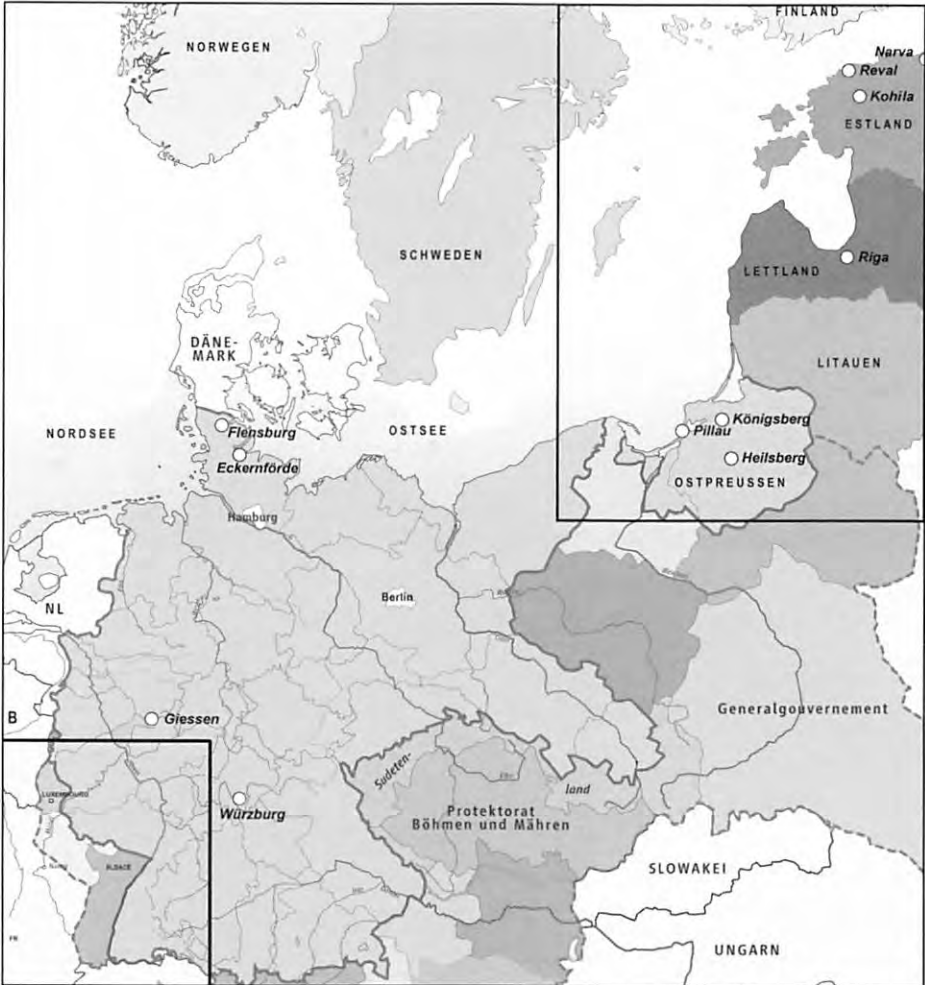 FINLAND
NORWEGEN
Narva
Reval
Kohila
ESTLAND
SCHWEDEN
Riga
LETTLAND
DÄNE-
MARK
LITAUEN
NORDSEE
Flensburg
OSTSEE
Königsberg
Pillau
Eckernförde
Heilsberg
OSTPREUSSEN
Hamburg
Berlin
NL
B
Giessen
Generalgouvernement
Sudeten-
land
LUXEMBOURG
Würzburg
Protektorat
Böhmen und Mähren
ALSACE
SLOWAKEI
FR
UNGARN